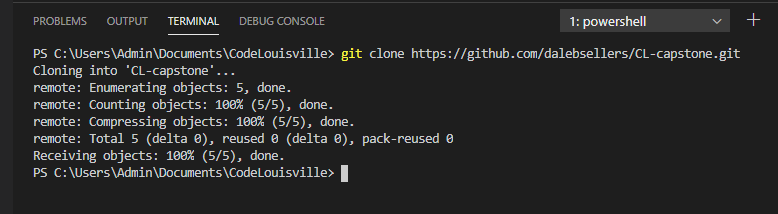 PROBLEMS OUTPUT TERMINAL DEBUG CONSOLE 1: powershell
PS C:\Users\Admin\Documents\CodeLouisville> git clone https://github.com/dalebsellers/CL-capstone.git
Cloning into 'CL-capstone'...
remote: Enumerating objects: 5, done.
remote: Counting objects: 100% (5/5), done.
remote: Compressing objects: 100% (5/5), done.
remote: Total 5 (delta 0), reused 0 (delta 0), pack-reused 0
Receiving objects: 100% (5/5), done.
PS C:\Users\Admin\Documents\CodeLouisville>